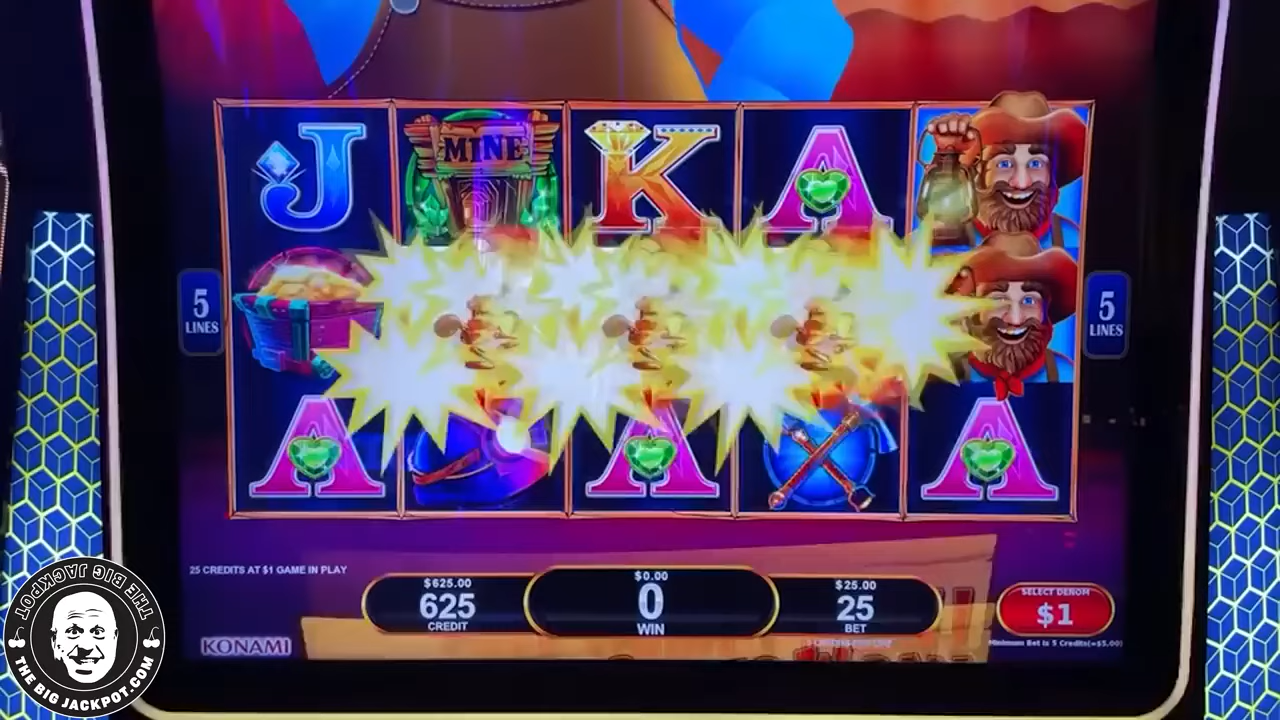 J
MINE
K
A
5
LINES
5
LINES
A
A
A
25 CREDITS AT $1 GAME IN PLAY
$625.00
625
CREDIT
$0.00
0
WIN
$25.00
25
BET
SELECT DENOM
$1
Minimum Bet is 5 Credits(=$5.00)
KONAMI
THE BIG JACKPOT
THE BIG JACKPOT.COM